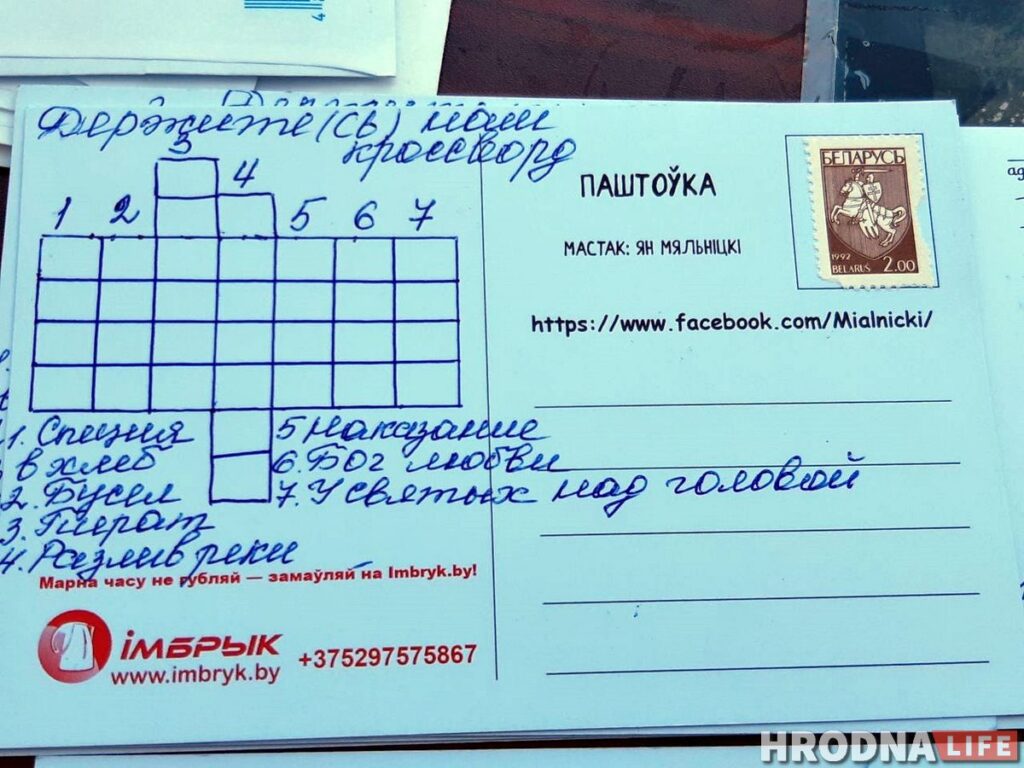 Держите(сь) наш
кроссворд
3
4
1 2 5 6 7
1. Специя
в хлеб
2. Бусел
3. Пират
4. Разлив реки
5 Наказание
6. Бог любви
7. У святых над головой
Марна часу не губляй — замаўляй на Imbryk.by!
імбрык
www.imbryk.by
+375297575867
ПАШТОЎКА
МАСТАК: ЯН МЯЛЬНІЦКІ
https://www.facebook.com/Mialnicki/
БЕЛАРУСЬ
1992
BELARUS 2.00
HRODNA LIFE